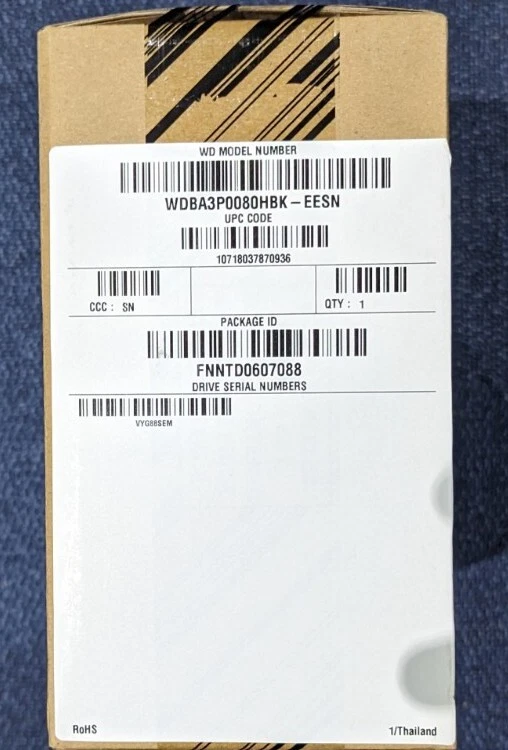 WD MODEL NUMBER
WDBA3P0080HBK-EESN
UPC CODE
10718037870936
CCC: SN
QTY: 1
PACKAGE ID
FNNTD0607088
DRIVE SERIAL NUMBERS
VYG88SEM
RoHS
1/Thailand